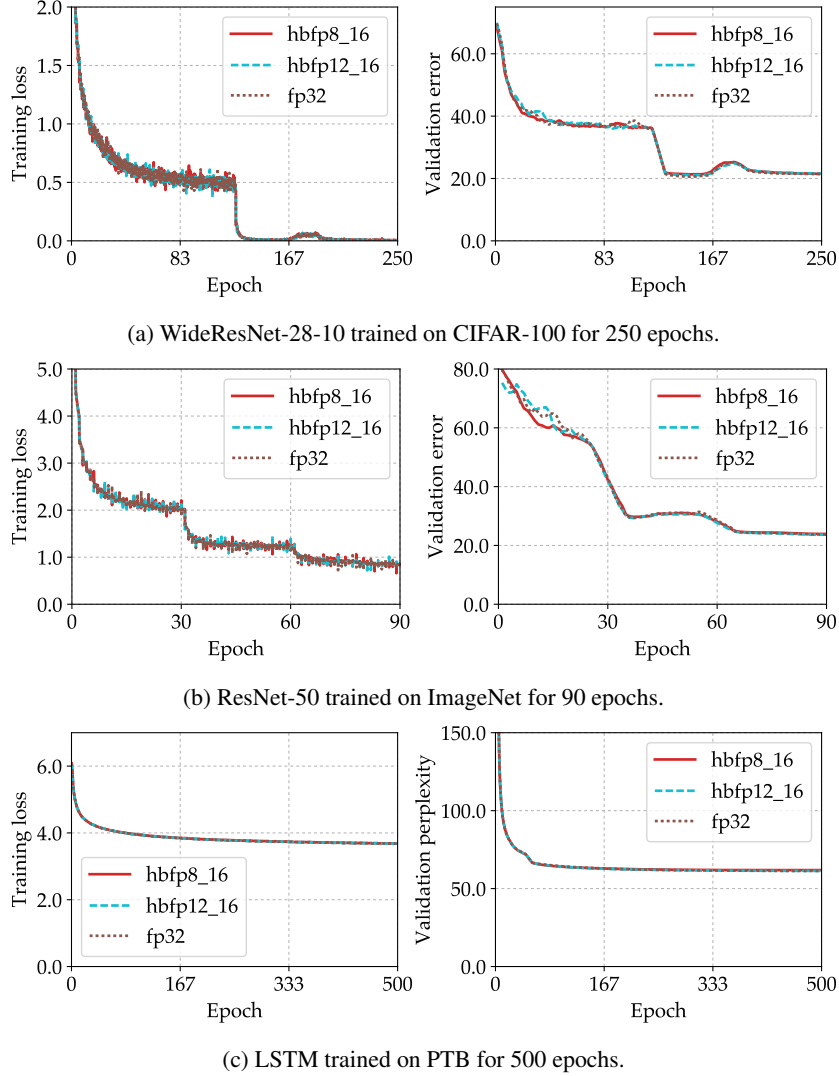 2.0
1.5
1.0
0.5
0.0
Training loss
hbfp8_16
hbfp12_16
fp32
0
83
167
250
Epoch
60.0
40.0
20.0
0.0
Validation error
hbfp8_16
hbfp12_16
fp32
0
83
167
250
Epoch
(a) WideResNet-28-10 trained on CIFAR-100 for 250 epochs.
5.0
4.0
3.0
2.0
1.0
0.0
Training loss
hbfp8_16
hbfp12_16
fp32
0
30
60
90
Epoch
80.0
60.0
40.0
20.0
0.0
Validation error
hbfp8_16
hbfp12_16
fp32
0
30
60
90
Epoch
(b) ResNet-50 trained on ImageNet for 90 epochs.
6.0
4.0
2.0
0.0
Training loss
hbfp8_16
hbfp12_16
fp32
0
167
333
500
Epoch
150.0
100.0
50.0
0.0
Validation perplexity
hbfp8_16
hbfp12_16
fp32
0
167
333
500
Epoch
(c) LSTM trained on PTB for 500 epochs.